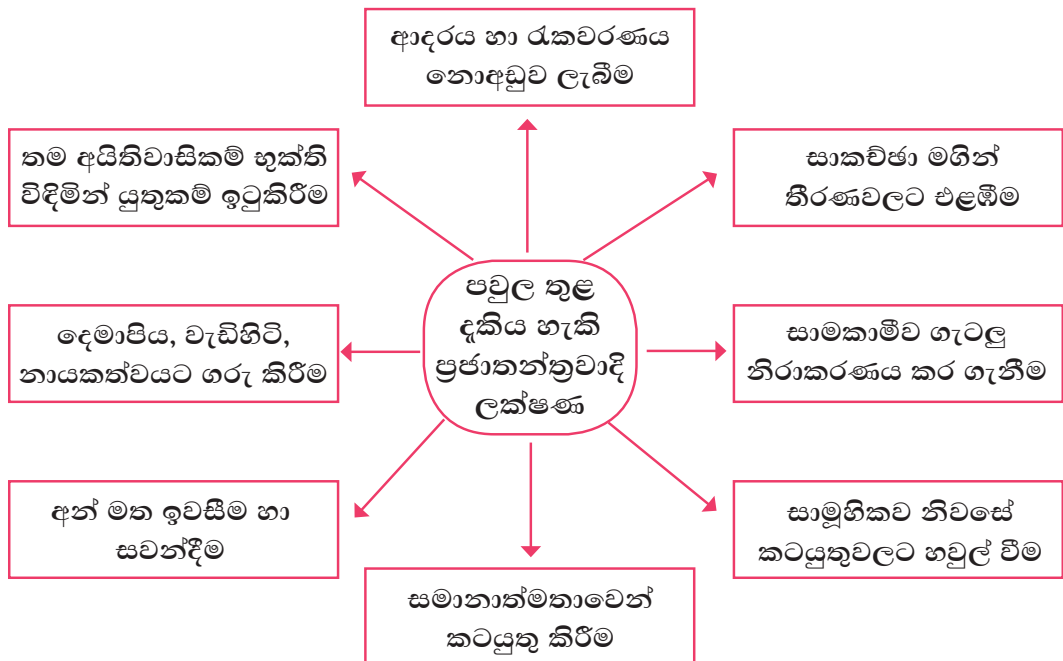 ආදරය හා රැකවරණය
නොඅඩුව ලැබීම
තම අයිතිවාසිකම් භුක්ති
විඳිමින් යුතුකම් ඉටුකිරීම
සාකච්ඡා මගින්
තීරණවලට එළඹීම
පවුල තුළ
දැකිය හැකි
ප්‍රජාතන්ත්‍රවාදි
ලක්ෂණ
දෙමාපිය, වැඩිහිටි,
නායකත්වයට ගරු කිරීම
සාමකාමීව ගැටලු
නිරාකරණය කර ගැනීම
අන් මත ඉවසීම හා
සවන්දීම
සාමූහිකව නිවසේ
කටයුතුවලට හවුල් වීම
සමානාත්මතාවෙන්
කටයුතු කිරීම